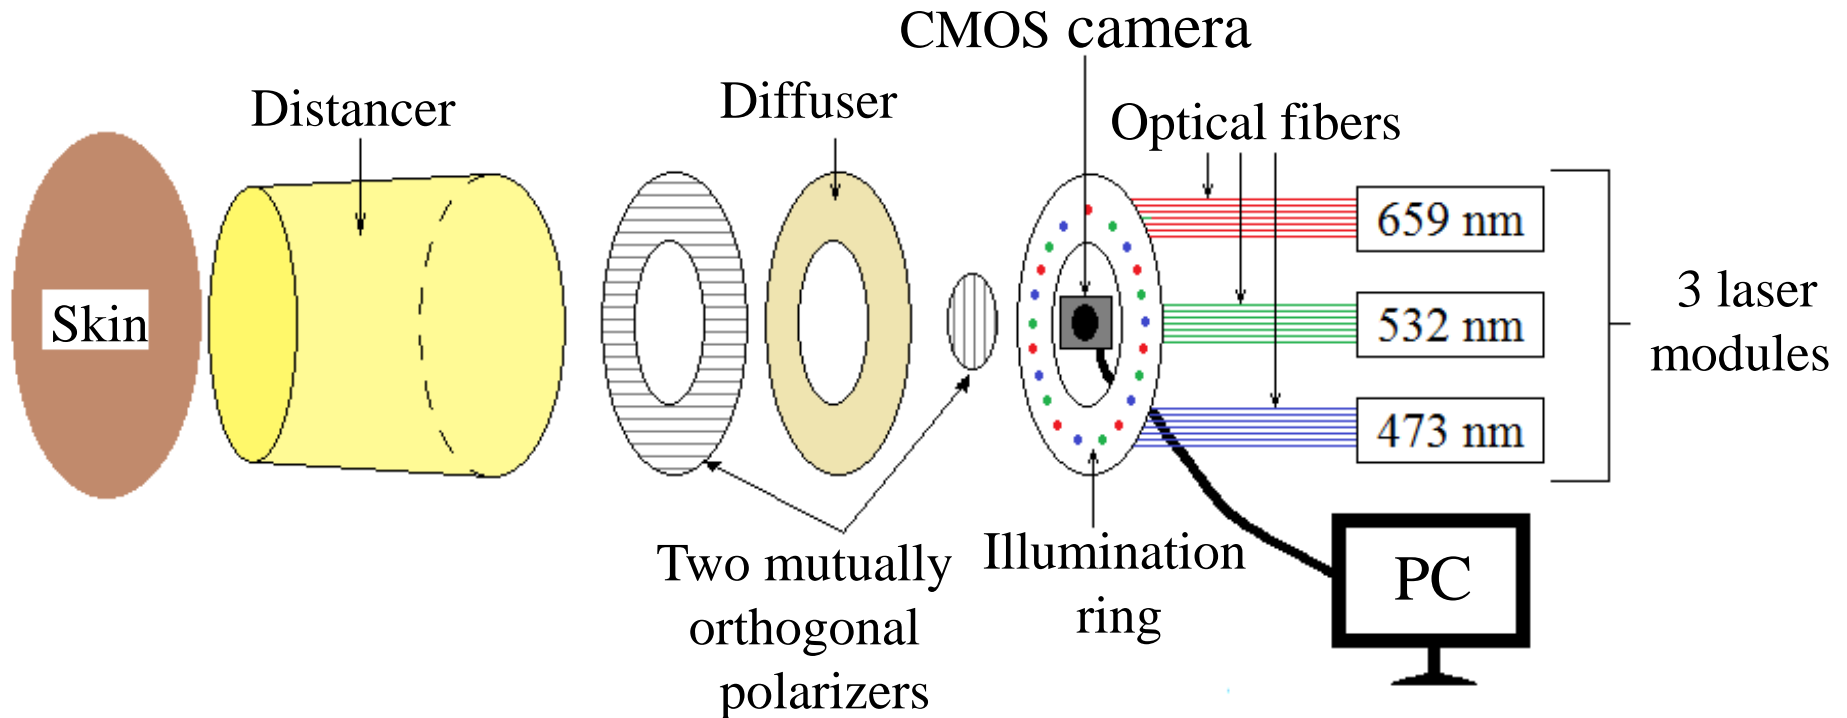 CMOS camera
Distancer
Diffuser
Optical fibers
659 nm
Skin
532 nm
3 laser
modules
473 nm
Two mutually
orthogonal
polarizers
Illumination
ring
PC